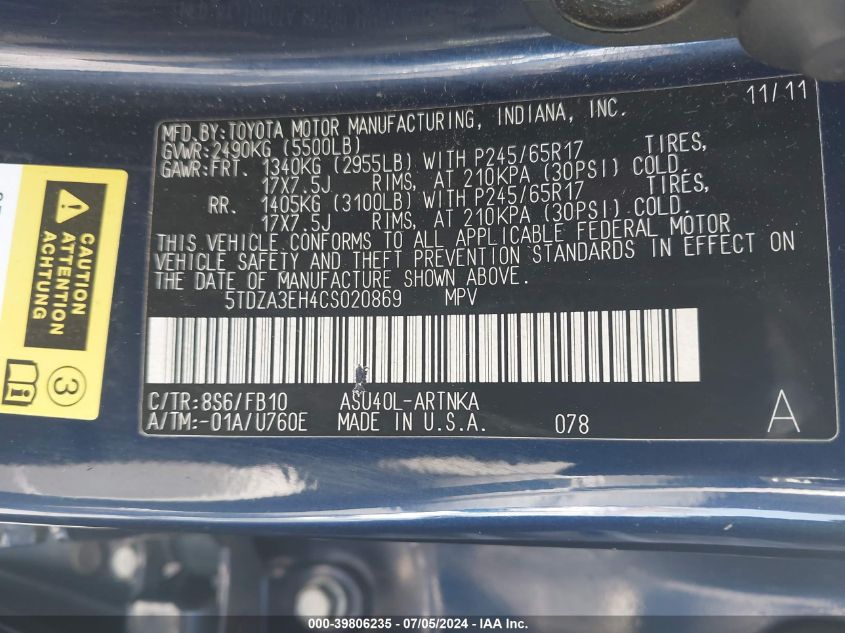 11/11
MFD. BY: TOYOTA MOTOR MANUFACTURING, INDIANA, INC.
GVWR: 2490KG (5500LB)
GAWR: FRT. 1340KG (2955LB) WITH P245/65R17 TIRES,
17X7.5J RIMS, AT 210KPA (30PSI) COLD.
RR. 1405KG (3100LB) WITH P245/65R17 TIRES,
17X7.5J RIMS, AT 210KPA (30PSI) COLD.
THIS VEHICLE CONFORMS TO ALL APPLICABLE FEDERAL MOTOR
VEHICLE SAFETY AND THEFT PREVENTION STANDARDS IN EFFECT ON
THE DATE OF MANUFACTURE SHOWN ABOVE.
5TDZA3EH4CS020869 MPV
C/TR: 8S6/FB10 ASU40L-ARTNKA
A/TM: -01A/U760E MADE IN U.S.A. 078 A
CAUTION
ATTENTION
ACHTUNG
3
000-39806235 - 07/05/2024 - © IAA, Inc.